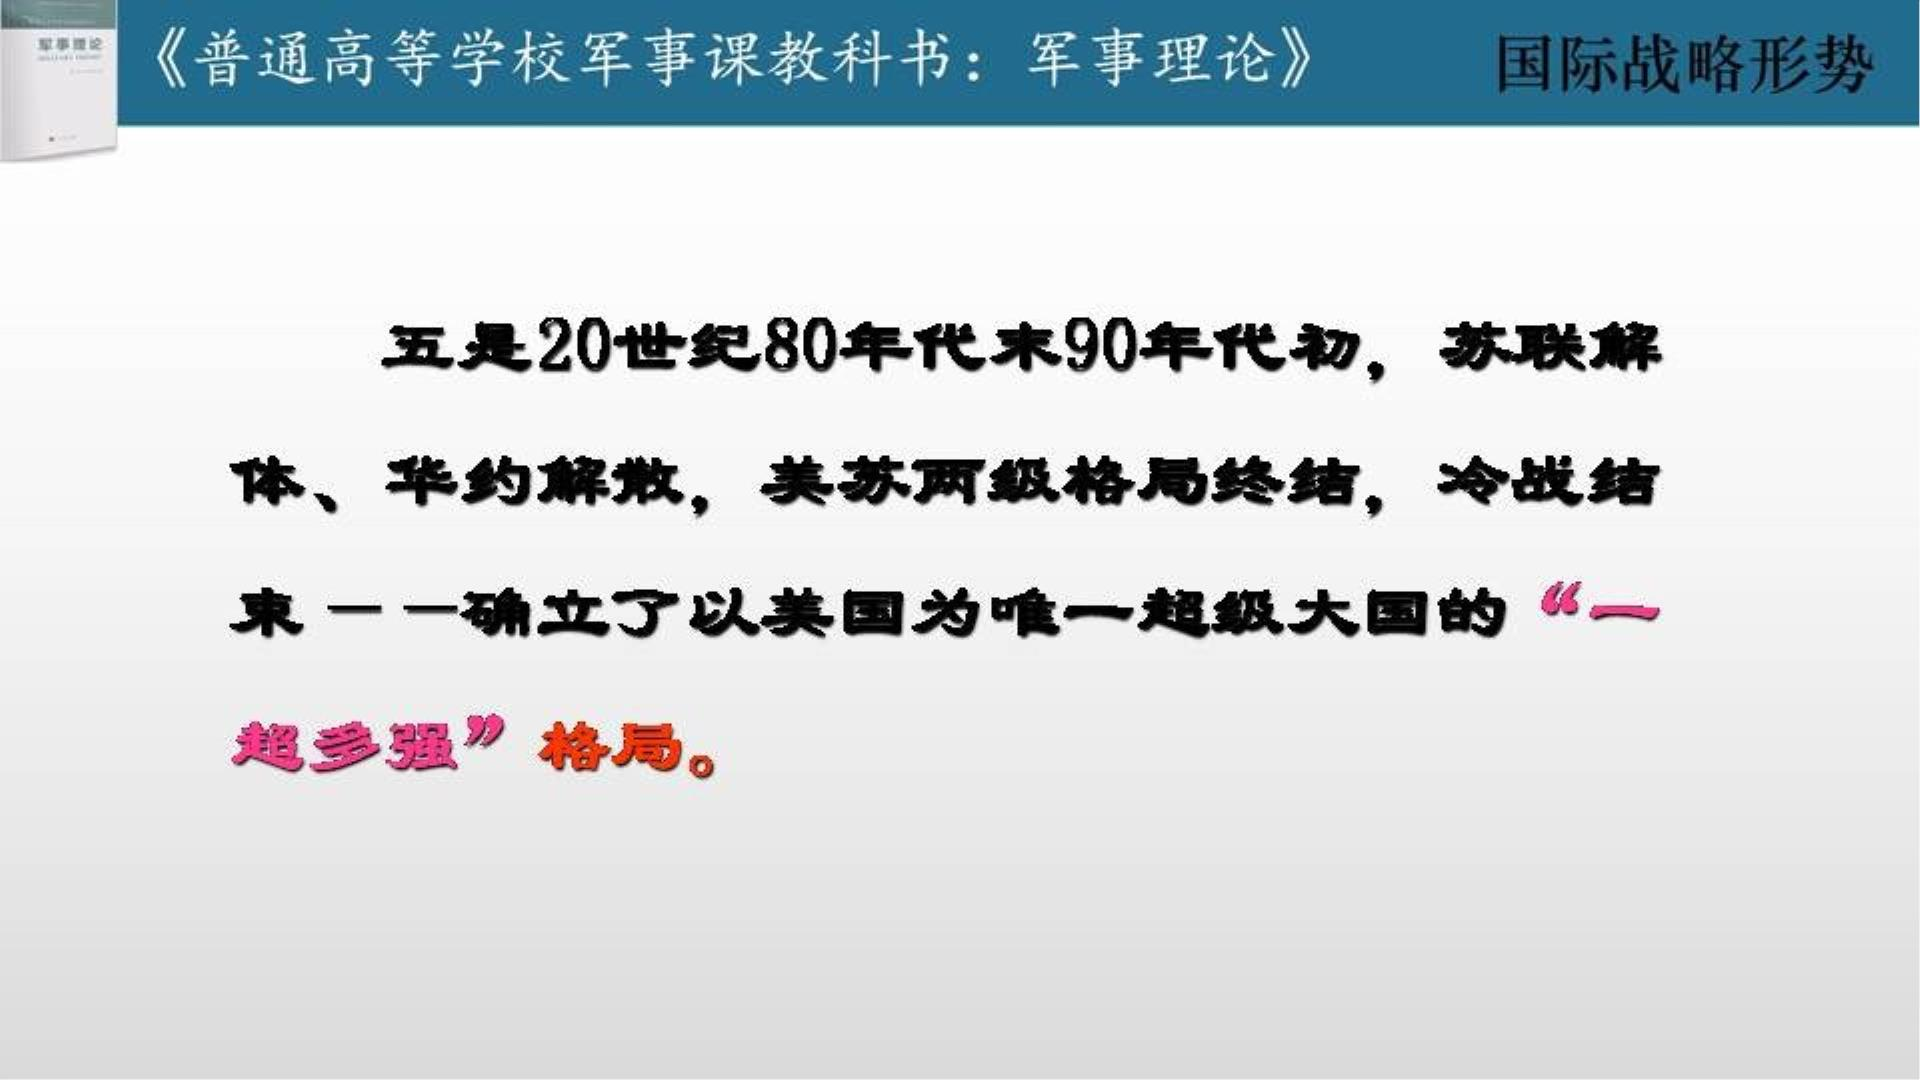 军事理论
《普通高等学校军事课教科书：军事理论》
国际战略形势
五是20世纪80年代末90年代初，苏联解
体、华约解散，美苏两级格局终结，冷战结
束－－确立了以美国为唯一超级大国的“一
超多强”格局。